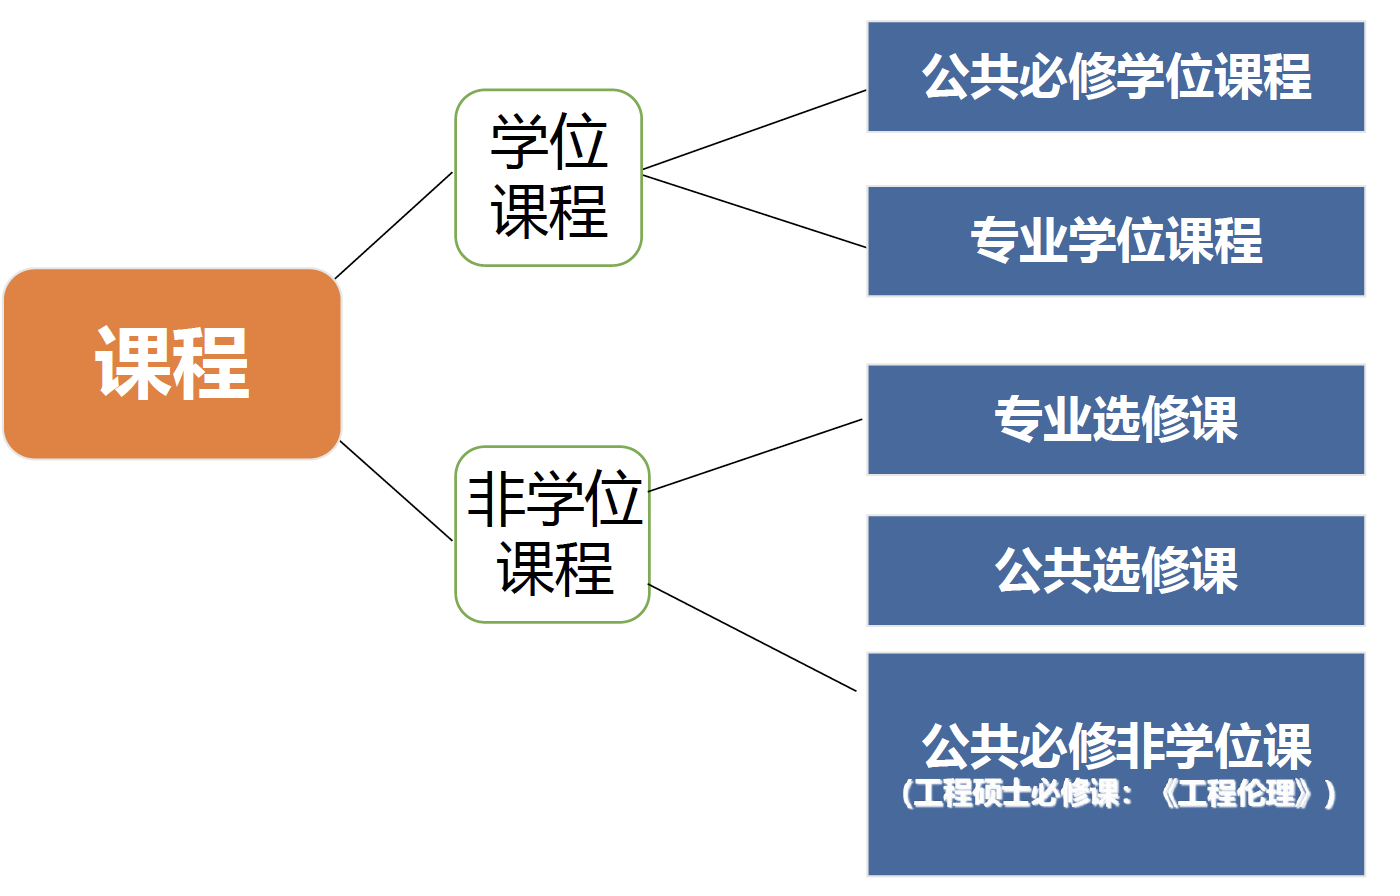 课程
学位
课程
公共必修学位课程
专业学位课程
非学位
课程
专业选修课
公共选修课
公共必修非学位课
（工程硕士必修课：《工程伦理》）